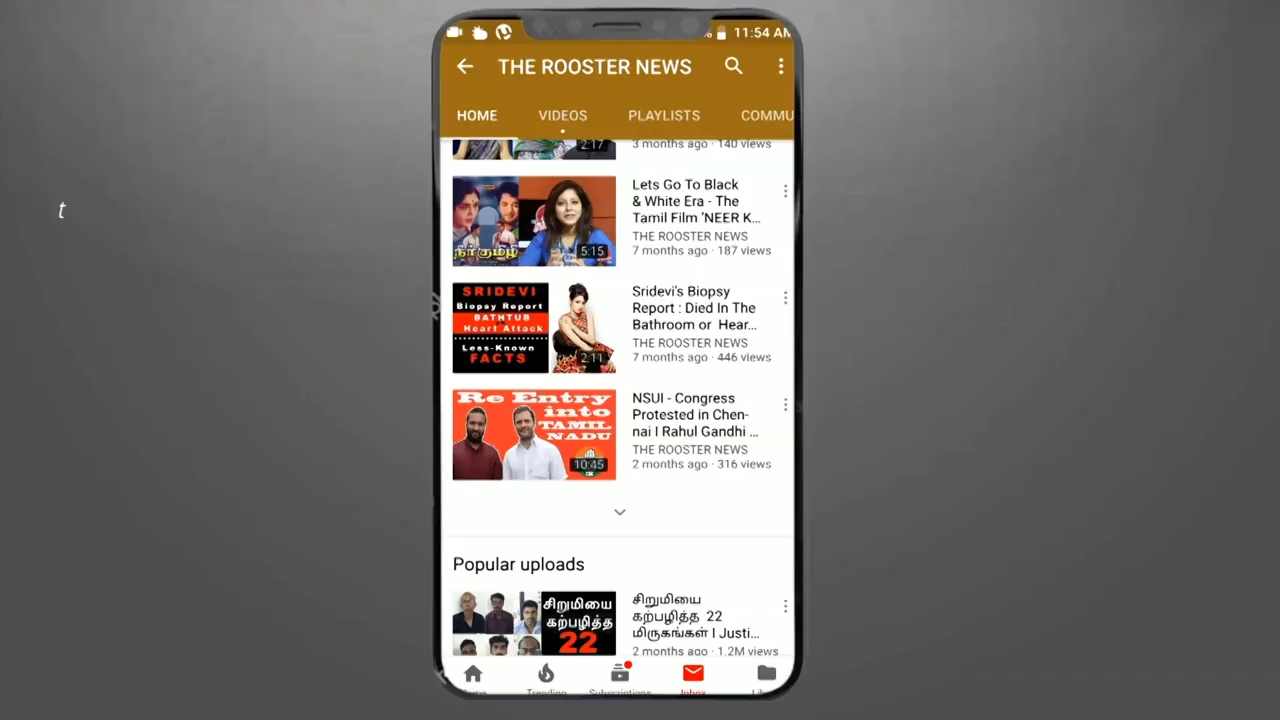 11:54 AM
THE ROOSTER NEWS
HOME VIDEOS PLAYLISTS COMMU
2:17
3 months ago · 140 views
t
Lets Go To Black
& White Era - The
Tamil Film 'NEER K...
THE ROOSTER NEWS
7 months ago · 187 views
நீர்குமிழி
5:15
SRIDEVI
Biopsy Report
BATHTUB
Heart Attack
Less-Known
FACTS
2:11
Sridevi's Biopsy
Report : Died In The
Bathroom or Hear...
THE ROOSTER NEWS
7 months ago · 446 views
Re Entry
into
TAMIL
NADU
10:45
NSUI - Congress
Protested in Chen-
nai I Rahul Gandhi ...
THE ROOSTER NEWS
2 months ago · 316 views
Popular uploads
சிறுமியை
கற்பழித்த
22
சிறுமியை
கற்பழித்த 22
மிருகங்கள் I Justi...
2 months ago · 1.2M views
Trending Subscriptions Inbox